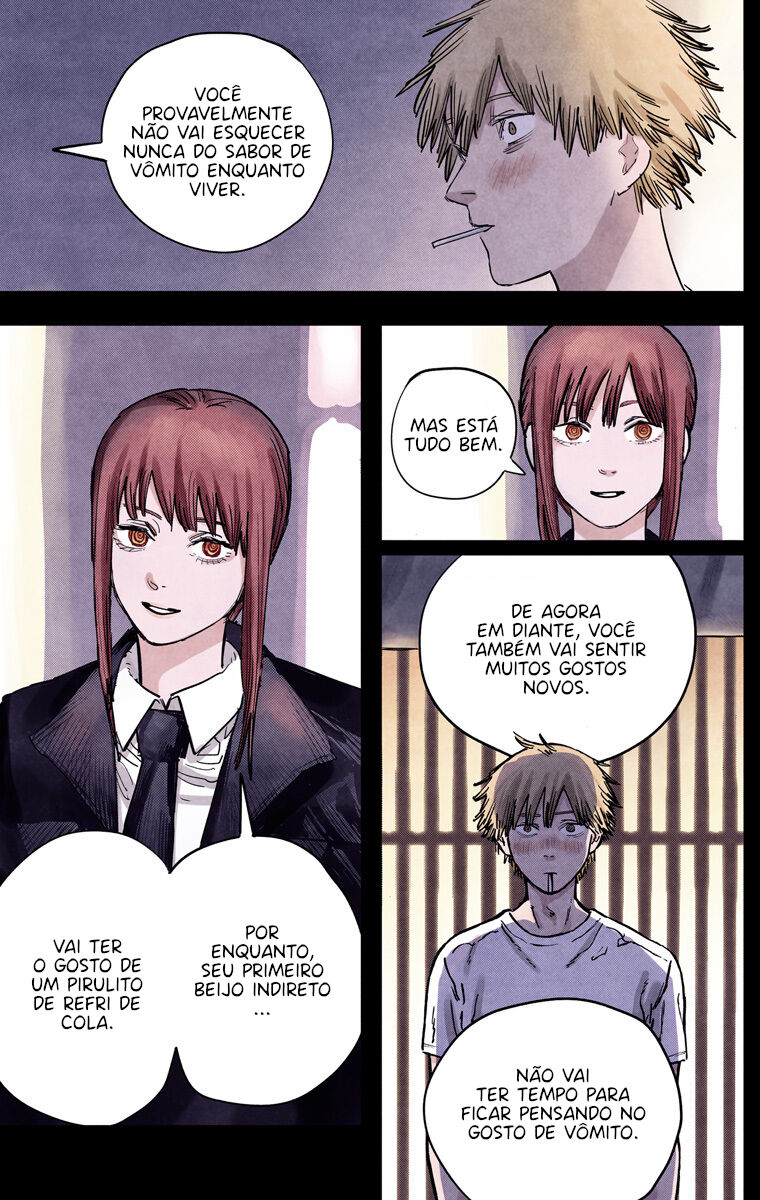 VOCÊ
PROVAVELMENTE
NÃO VAI ESQUECER
NUNCA DO SABOR DE
VÔMITO ENQUANTO
VIVER.
MAS ESTÁ
TUDO BEM.
DE AGORA
EM DIANTE, VOCÊ
TAMBÉM VAI SENTIR
MUITOS GOSTOS
NOVOS.
NÃO VAI
TER TEMPO PARA
FICAR PENSANDO NO
GOSTO DE VÔMITO.
POR
ENQUANTO,
SEU PRIMEIRO
BEIJO INDIRETO
...
VAI TER
O GOSTO DE
UM PIRULITO
DE REFRI DE
COLA.